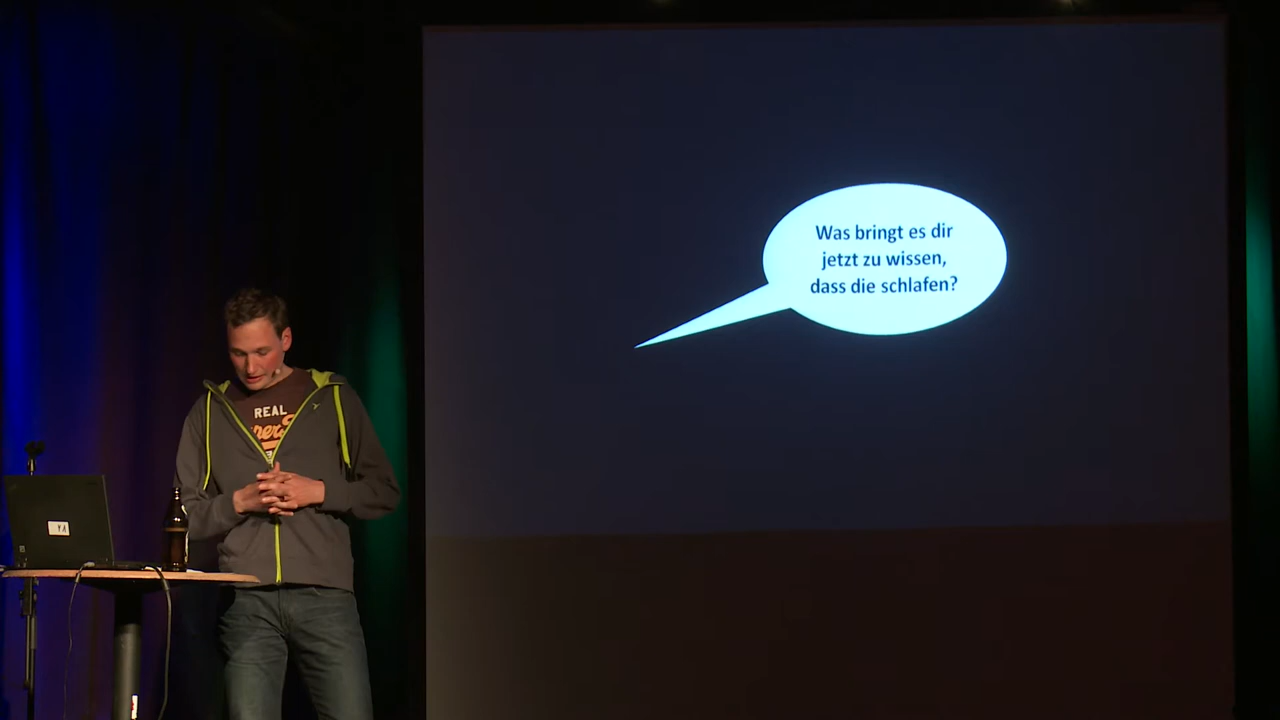 Was bringt es dir
jetzt zu wissen,
dass die schlafen?
REAL